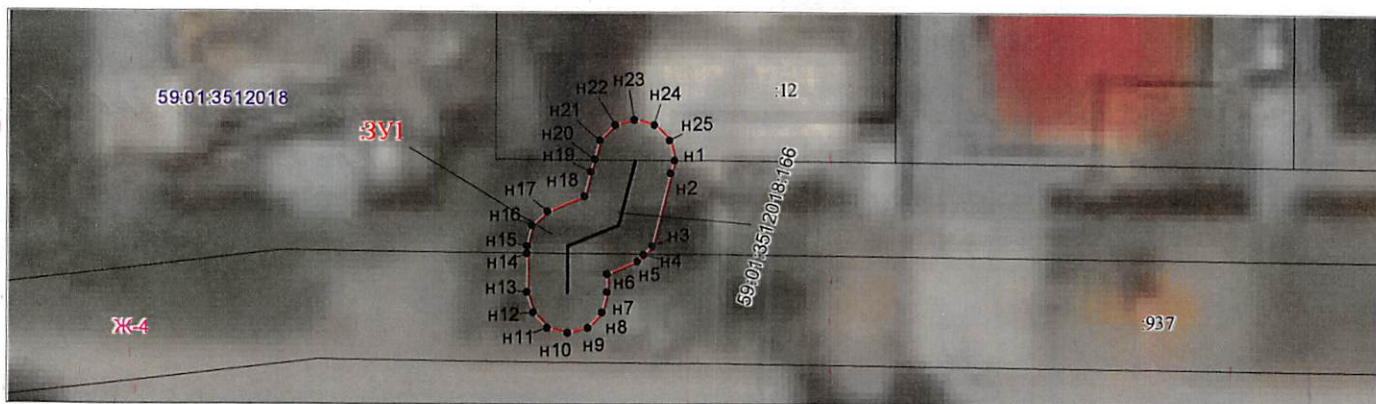 59:01:3512018
:ЗУ1
:12
59:01:3512018:166
:937
Ж-4
н23
н22
н24
н21
н25
н20
н1
н19
н2
н18
н17
н16
н15
н3
н14
н4
н5
н6
н13
н7
н12
н8
н11
н9
н10